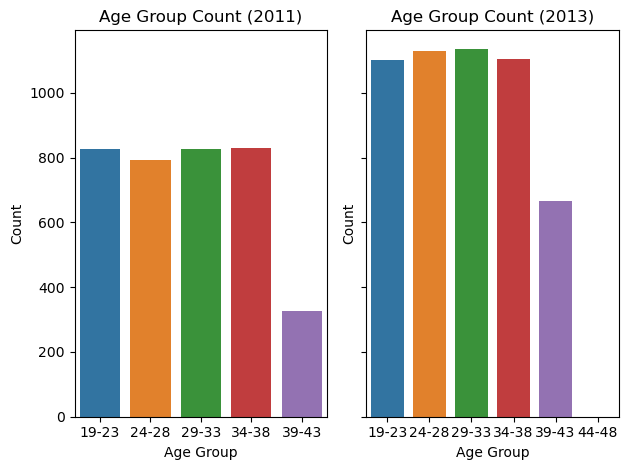 Age Group Count (2011)
Count
1000
800
600
400
200
0
19-23 24-28 29-33 34-38 39-43
Age Group
Age Group Count (2013)
Count
19-23 24-28 29-33 34-38 39-43 44-48
Age Group